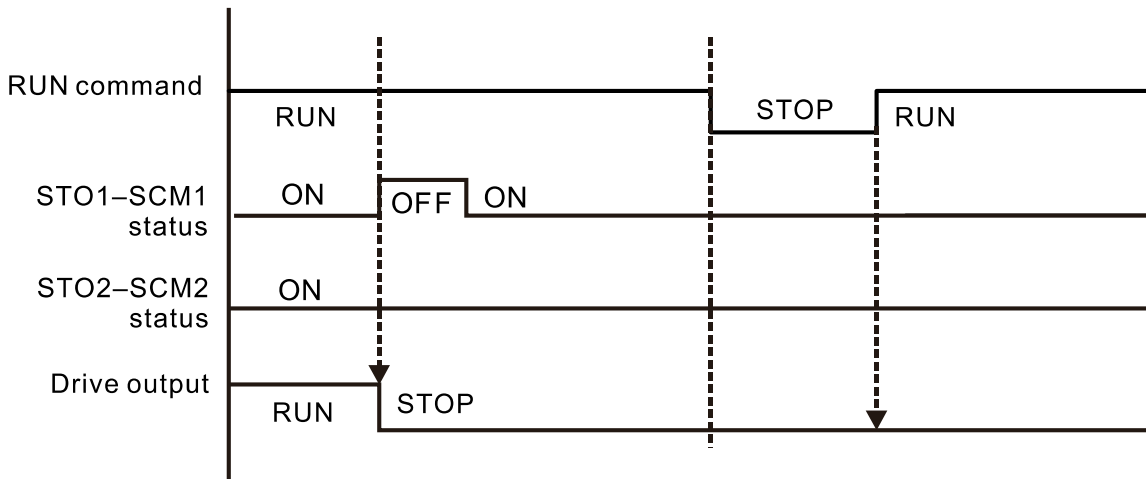 RUN command
RUN
STOP
RUN
STO1–SCM1
status
ON
OFF
ON
STO2–SCM2
status
ON
Drive output
RUN
STOP